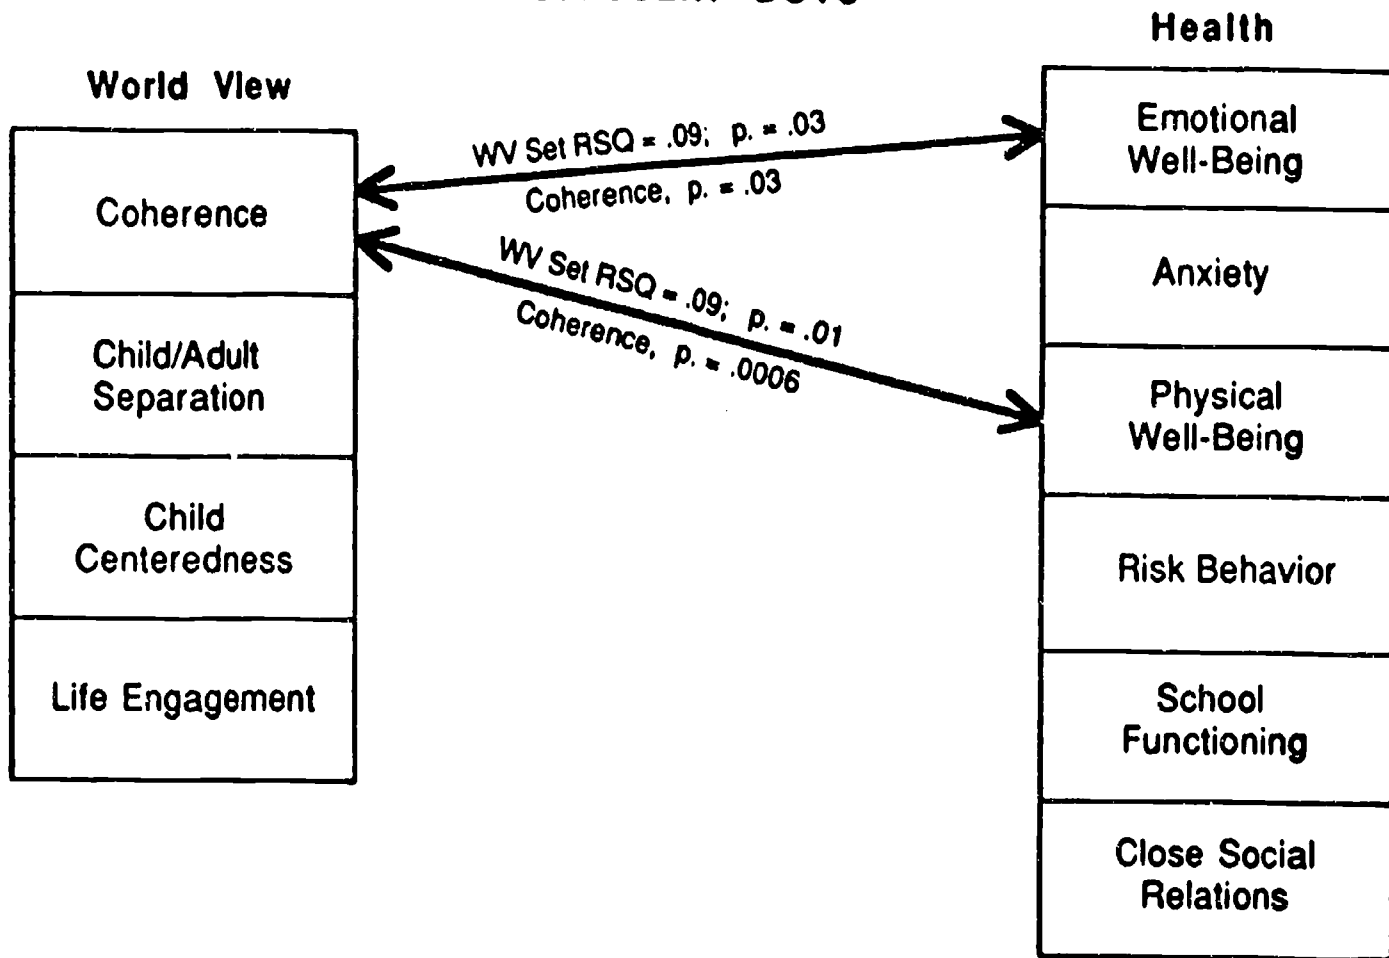 Health
World View
Emotional
Well-Being
Anxiety
Physical
Well-Being
Risk Behavior
School
Functioning
Close Social
Relations
Coherence
Child/Adult
Separation
Child
Centeredness
Life Engagement
WV Set RSQ = .09; p. = .03
Coherence, p. = .03
WV Set RSQ = .09; p. = .01
Coherence, p. = .0006